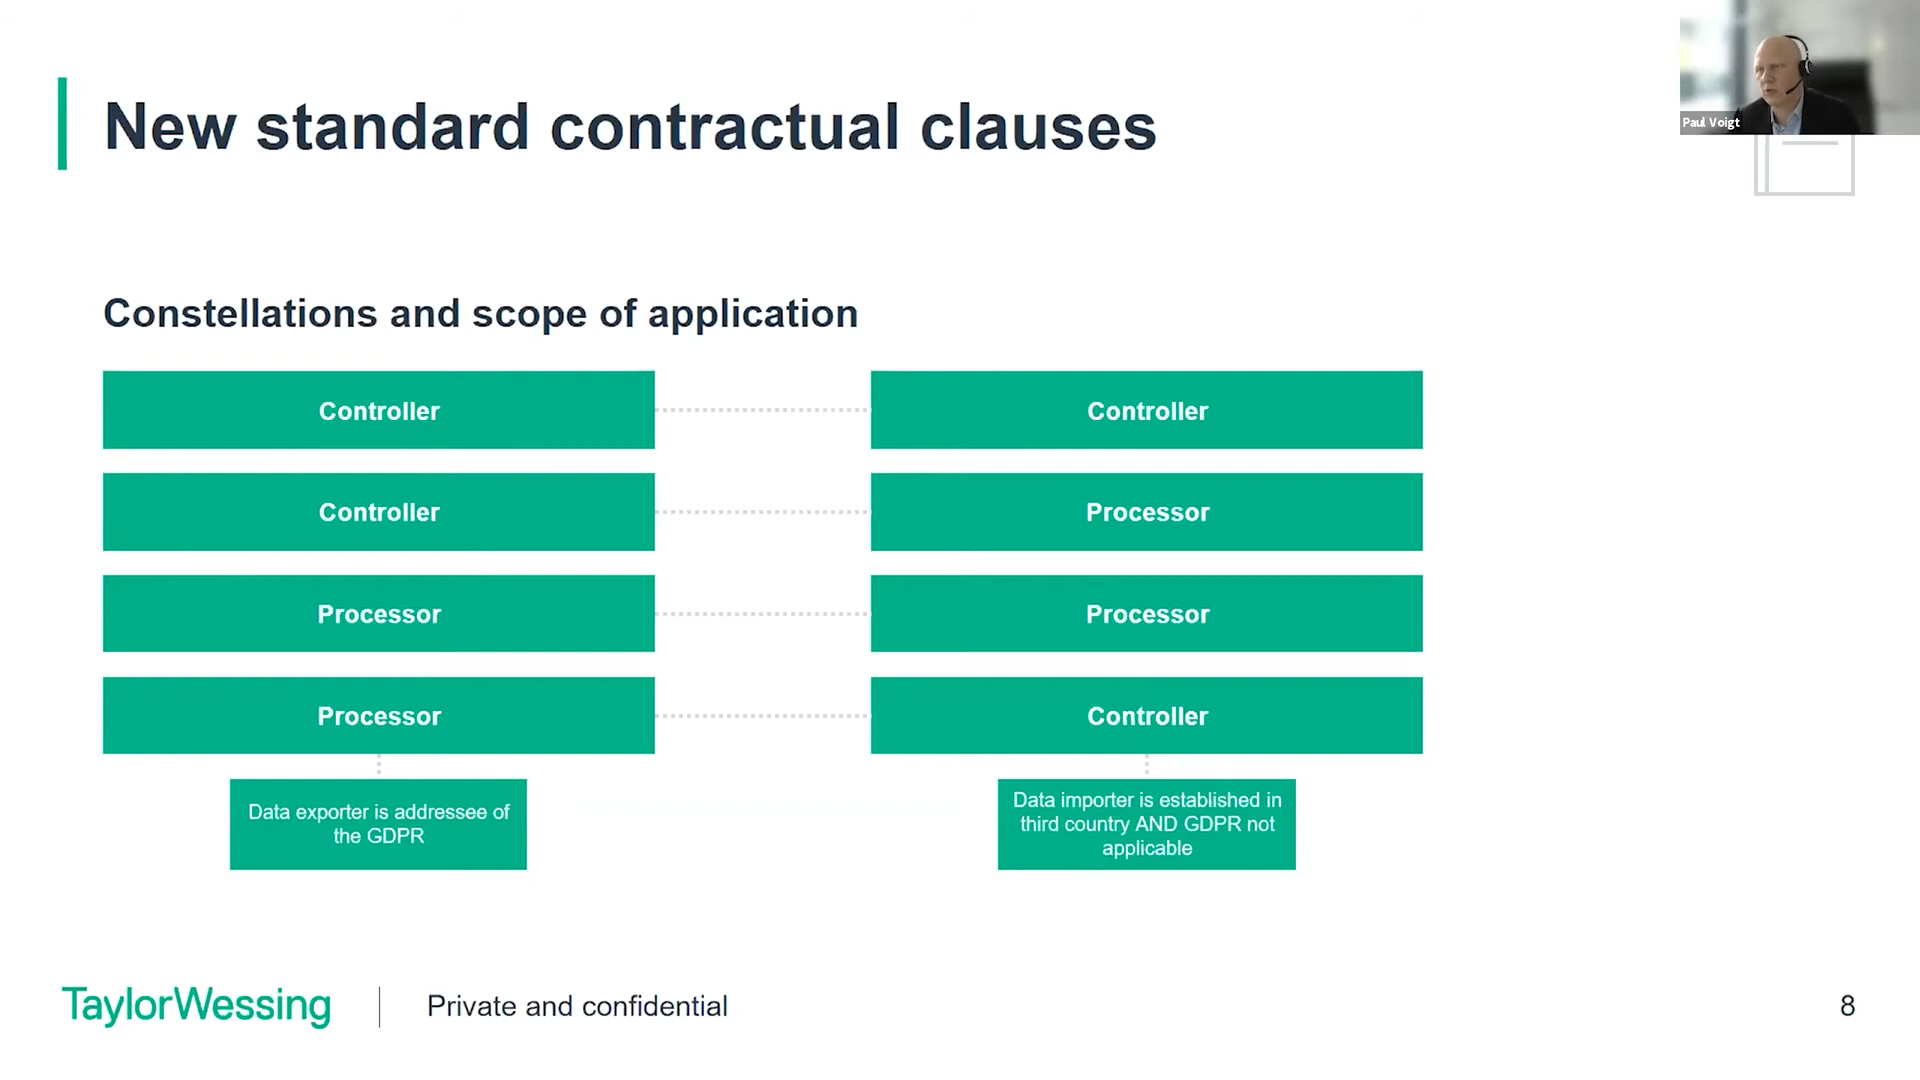 New standard contractual clauses
Paul Voigt
Constellations and scope of application
Controller
Controller
Controller
Processor
Processor
Processor
Processor
Controller
Data exporter is addressee of
the GDPR
Data importer is established in
third country AND GDPR not
applicable
TaylorWessing
Private and confidential
8